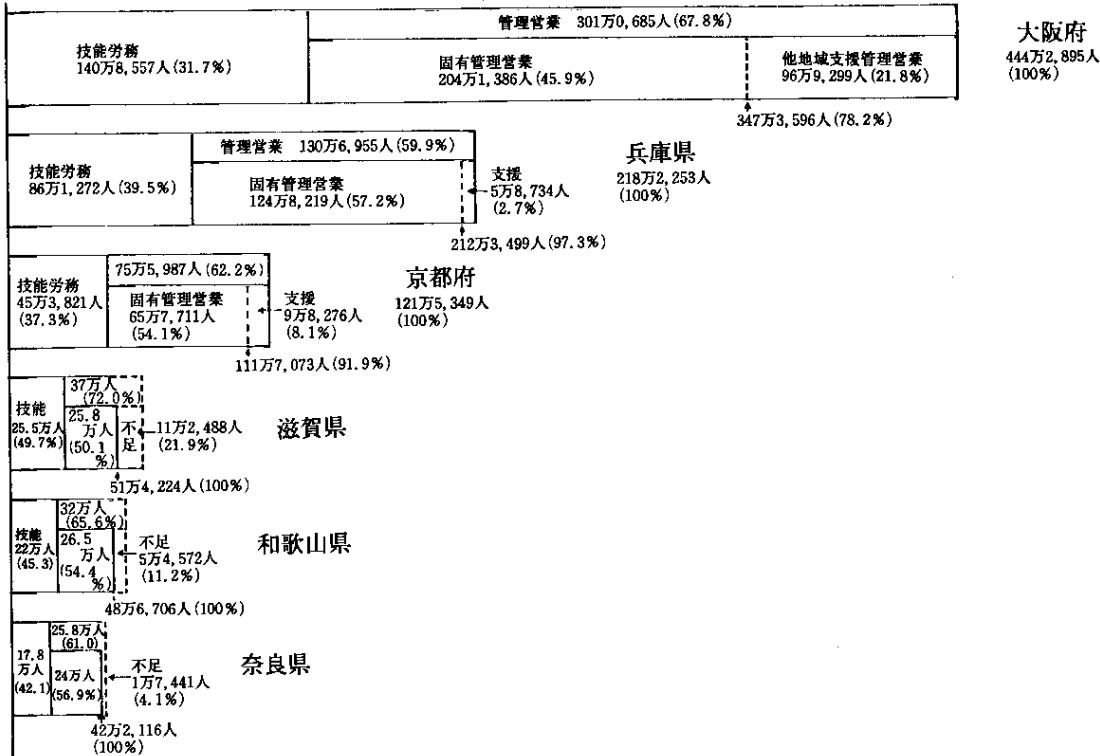 管理営業 301万0,685人(67.8%)
技能労務
140万8,557人(31.7%)
固有管理営業
204万1,386人(45.9%)
他地域支援管理営業
96万9,299人(21.8%)
大阪府
444万2,895人
(100%)
347万3,596人(78.2%)
管理営業 130万6,955人(59.9%)
技能労務
86万1,272人(39.5%)
固有管理営業
124万8,219人(57.2%)
支援
5万8,734人
(2.7%)
兵庫県
218万2,253人
(100%)
212万3,499人(97.3%)
75万5,987人(62.2%)
技能労務
45万3,821人
(37.3%)
固有管理営業
65万7,711人
(54.1%)
支援
9万8,276人
(8.1%)
京都府
121万5,349人
(100%)
111万7,073人(91.9%)
37万人
(72.0%)
技能
25.5万人
(49.7%)
25.8
万人
(50.1
%)
不足
11万2,488人
(21.9%)
滋賀県
51万4,224人(100%)
32万人
(65.6%)
技能
22万人
(45.3)
26.5
万人
(54.4
%)
不足
5万4,572人
(11.2%)
和歌山県
48万6,706人(100%)
25.8万人
(61.0)
17.8
万人
(42.1)
24万人
(56.9%)
不足
1万7,441人
(4.1%)
奈良県
42万2,116人
(100%)